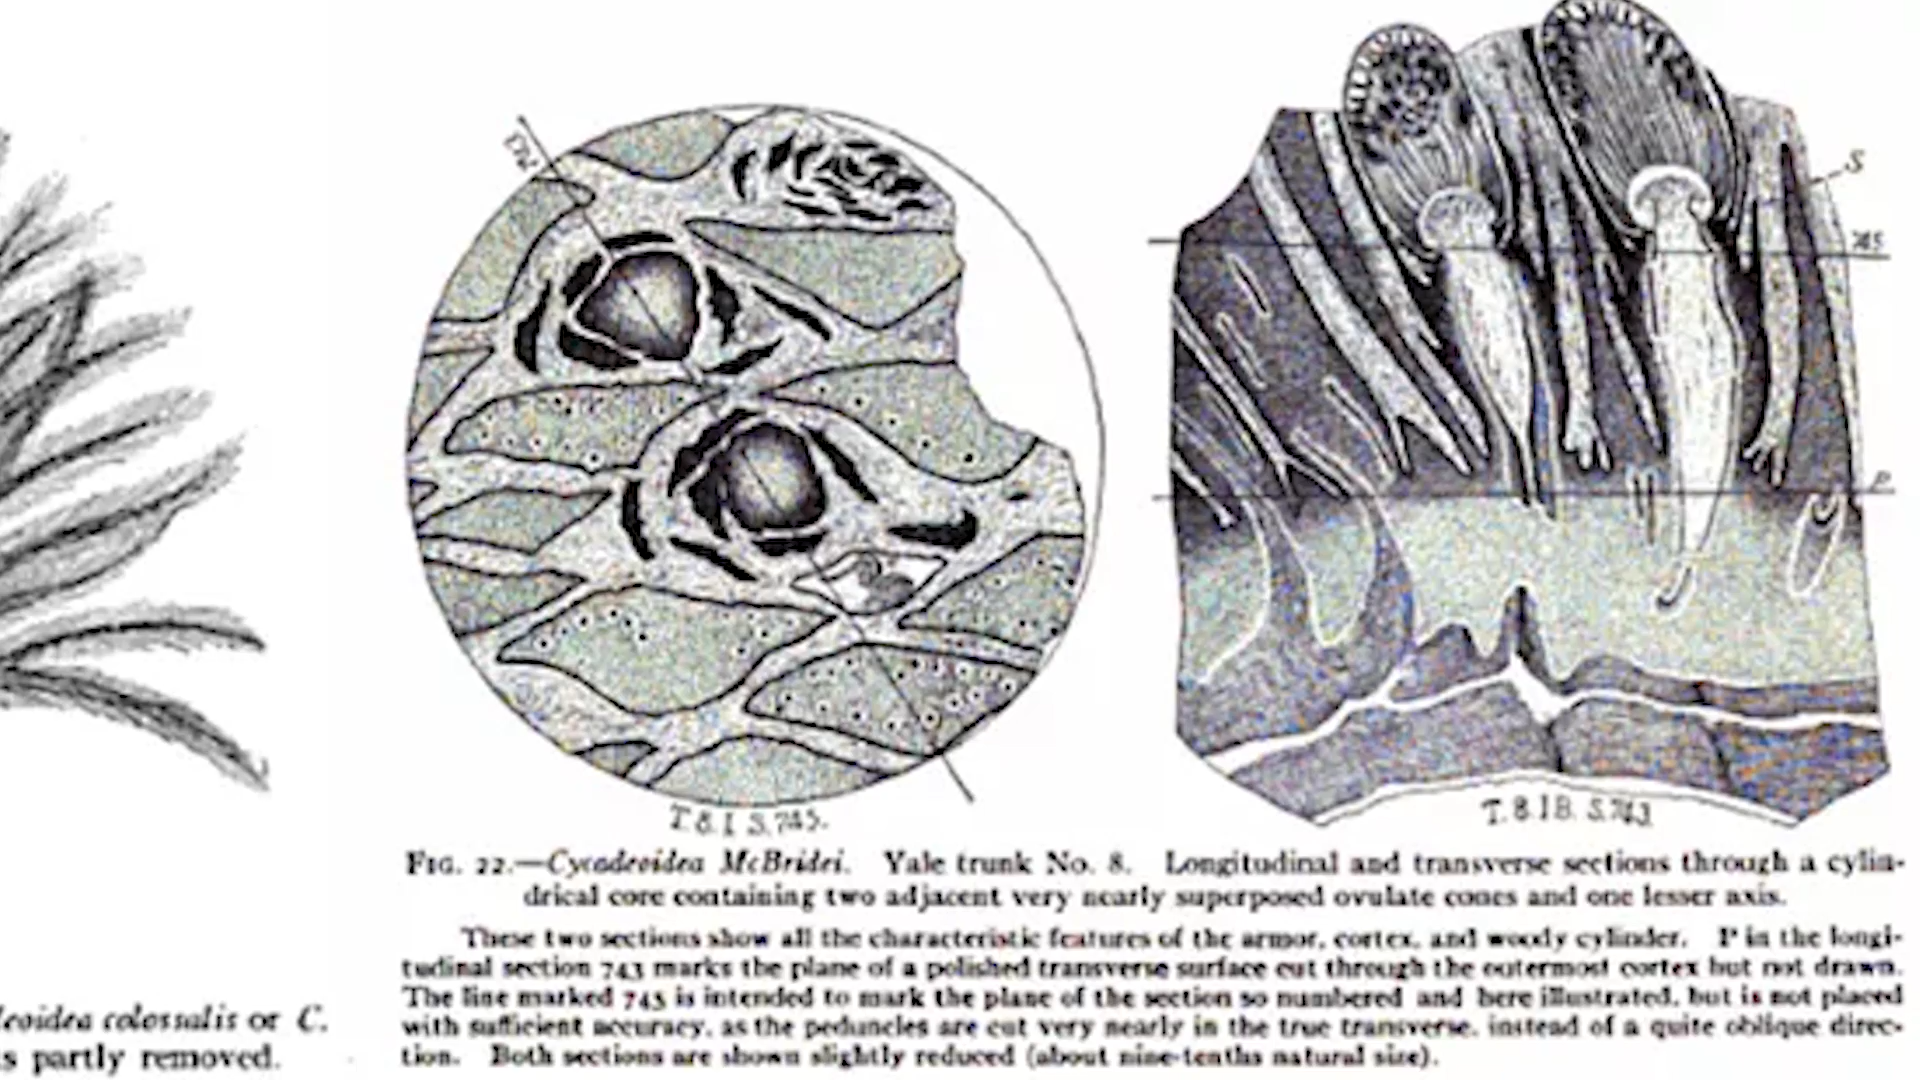 743
S
745
P
T. 8. I. S. 745.
T. 8. I B. S. 743
FIG. 22.—Cycadeoidea McBridei. Yale trunk No. 8. Longitudinal and transverse sections through a cylin-
drical core containing two adjacent very nearly superposed ovulate cones and one lesser axis.
These two sections show all the characteristic features of the armor, cortex, and woody cylinder. P in the longi-
tudinal section 743 marks the plane of a polished transverse surface cut through the outermost cortex but not drawn.
The line marked 745 is intended to mark the plane of the section so numbered and here illustrated, but is not placed
with sufficient accuracy, as the peduncles are cut very nearly in the true transverse, instead of a quite oblique direc-
tion. Both sections are shown slightly reduced (about nine-tenths natural size).
eoidea colossalis or C.
s partly removed.